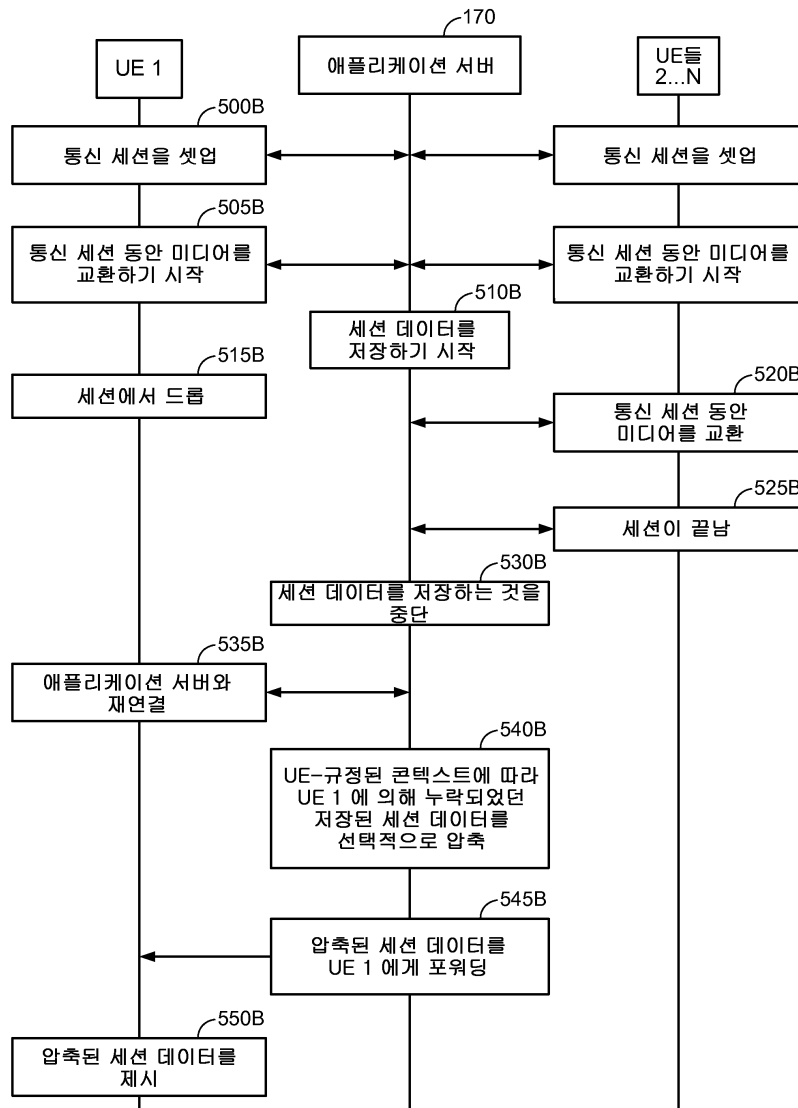 170
UE 1
애플리케이션 서버
UE들
2...N
500B
통신 세션을 셋업
통신 세션을 셋업
505B
통신 세션 동안 미디어를
교환하기 시작
통신 세션 동안 미디어를
교환하기 시작
510B
세션 데이터를
저장하기 시작
515B
세션에서 드롭
520B
통신 세션 동안
미디어를 교환
525B
세션이 끝남
530B
세션 데이터를 저장하는 것을
중단
535B
애플리케이션 서버와
재연결
540B
UE-규정된 콘텍스트에 따라
UE 1 에 의해 누락되었던
저장된 세션 데이터를
선택적으로 압축
545B
압축된 세션 데이터를
UE 1 에게 포워딩
550B
압축된 세션 데이터를
제시